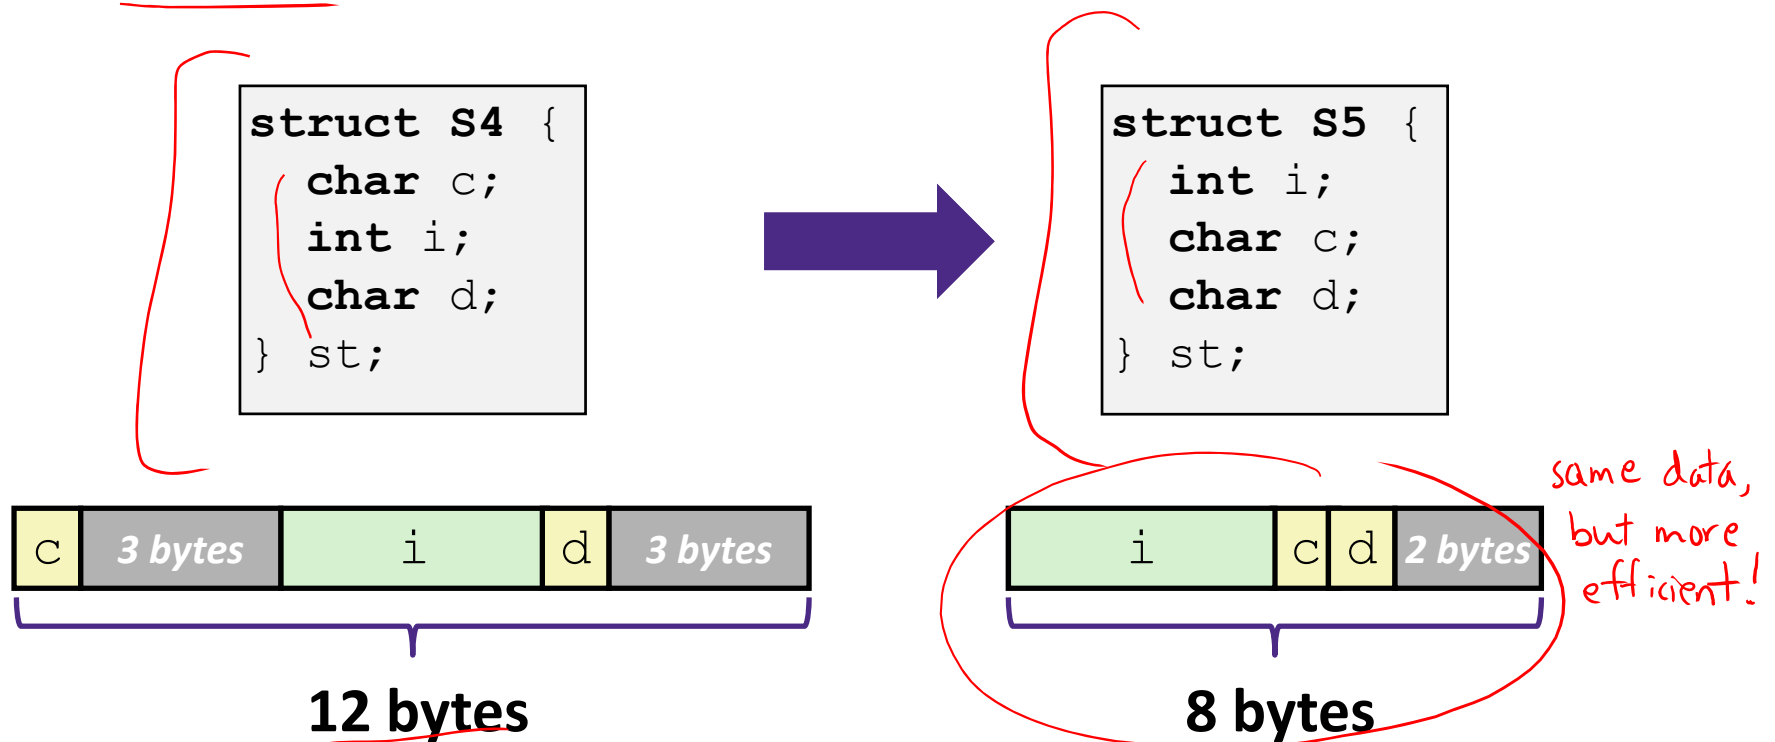 struct S4 {
char c;
int i;
char d;
} st;
struct S5 {
int i;
char c;
char d;
} st;
c 3 bytes i d 3 bytes
12 bytes
i c d 2 bytes
8 bytes
same data,
but more
efficient!